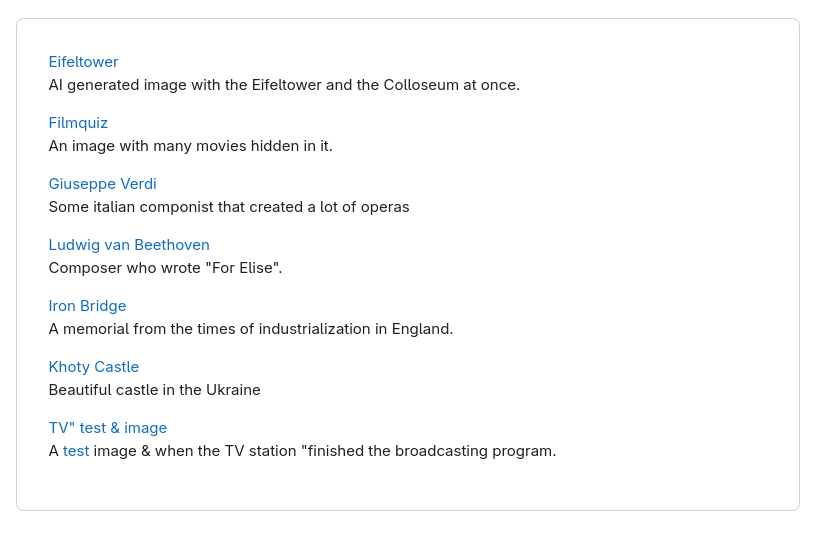 Eifeltower
AI generated image with the Eifeltower and the Colloseum at once.
Filmquiz
An image with many movies hidden in it.
Giuseppe Verdi
Some italian componist that created a lot of operas
Ludwig van Beethoven
Composer who wrote "For Elise".
Iron Bridge
A memorial from the times of industrialization in England.
Khoty Castle
Beautiful castle in the Ukraine
TV" test & image
A test image & when the TV station "finished the broadcasting program.